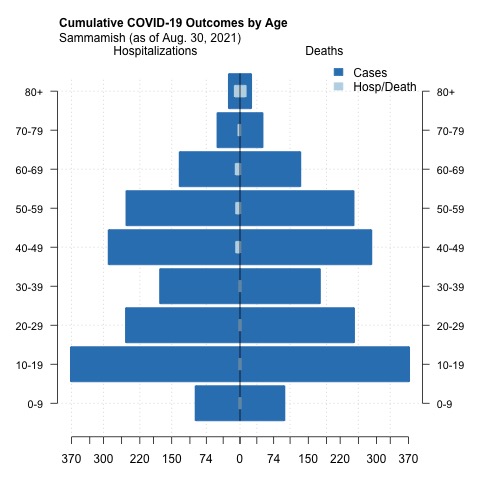 Cumulative COVID-19 Outcomes by Age
Sammamish (as of Aug. 30, 2021)
Hospitalizations Deaths
Cases
Hosp/Death
80+ 80+
70-79 70-79
60-69 60-69
50-59 50-59
40-49 40-49
30-39 30-39
20-29 20-29
10-19 10-19
0-9 0-9
370 300 220 150 74 0 74 150 220 300 370